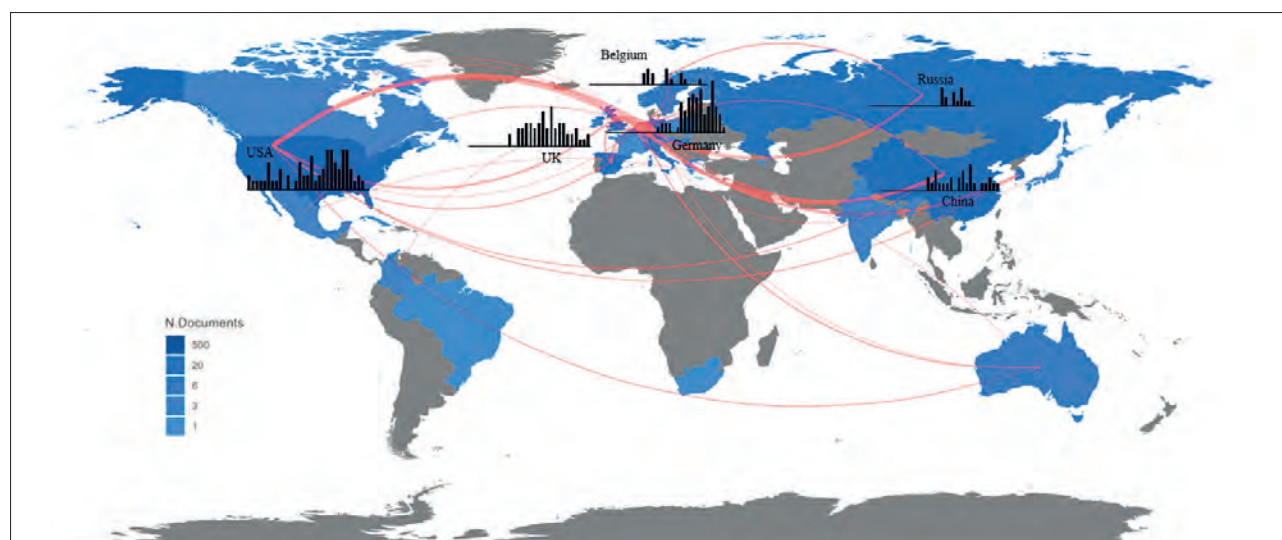 Belgium
Russia
USA
UK
Germany
China
N.Documents
500
20
6
3
1